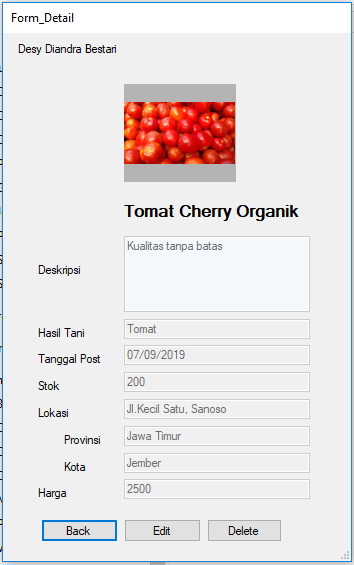 Form_Detail
Desy Diandra Bestari
Tomat Cherry Organik
Deskripsi
Kualitas tanpa batas
Hasil Tani Tomat
Tanggal Post 07/09/2019
Stok 200
Lokasi Jl.Kecil Satu, Sanoso
Provinsi Jawa Timur
Kota Jember
Harga 2500
Back Edit Delete